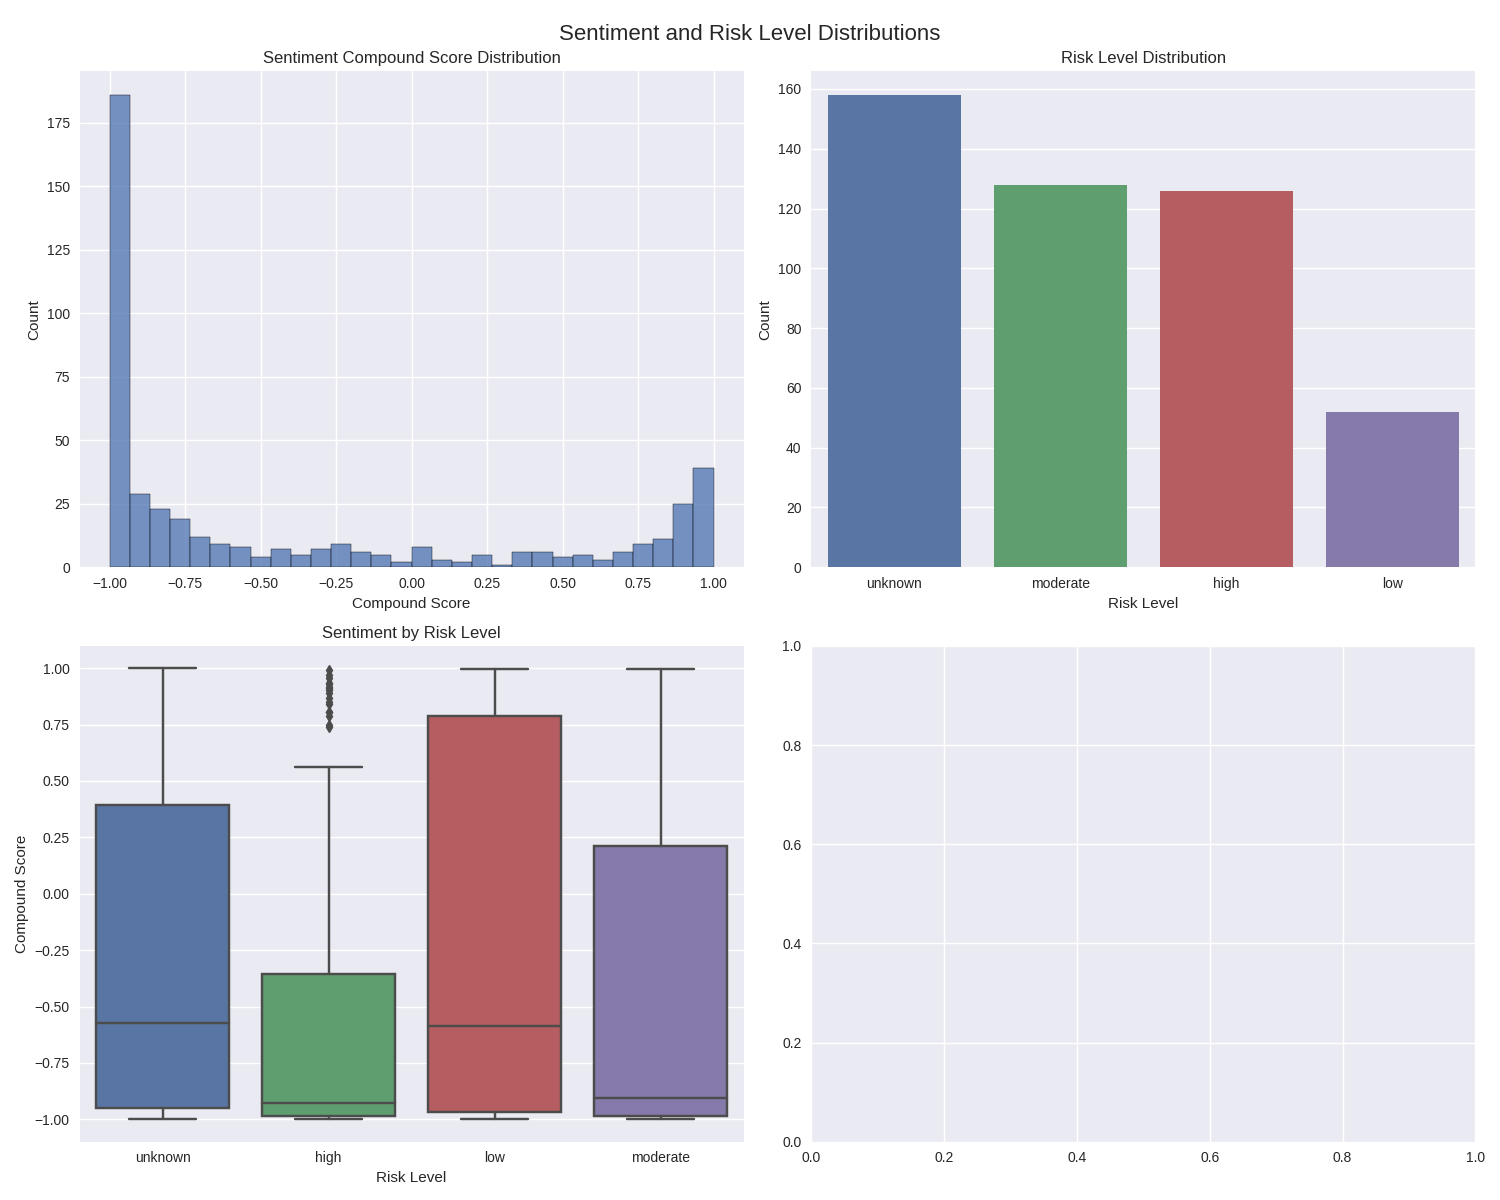 Sentiment and Risk Level Distributions
Sentiment Compound Score Distribution
175
150
125
100
75
50
25
0
Count
−1.00 −0.75 −0.50 −0.25 0.00 0.25 0.50 0.75 1.00
Compound Score
Risk Level Distribution
160
140
120
100
80
60
40
20
0
Count
unknown moderate high low
Risk Level
Sentiment by Risk Level
1.00
0.75
0.50
0.25
0.00
−0.25
−0.50
−0.75
−1.00
Compound Score
unknown high low moderate
Risk Level
1.0
0.8
0.6
0.4
0.2
0.0
0.0 0.2 0.4 0.6 0.8 1.0